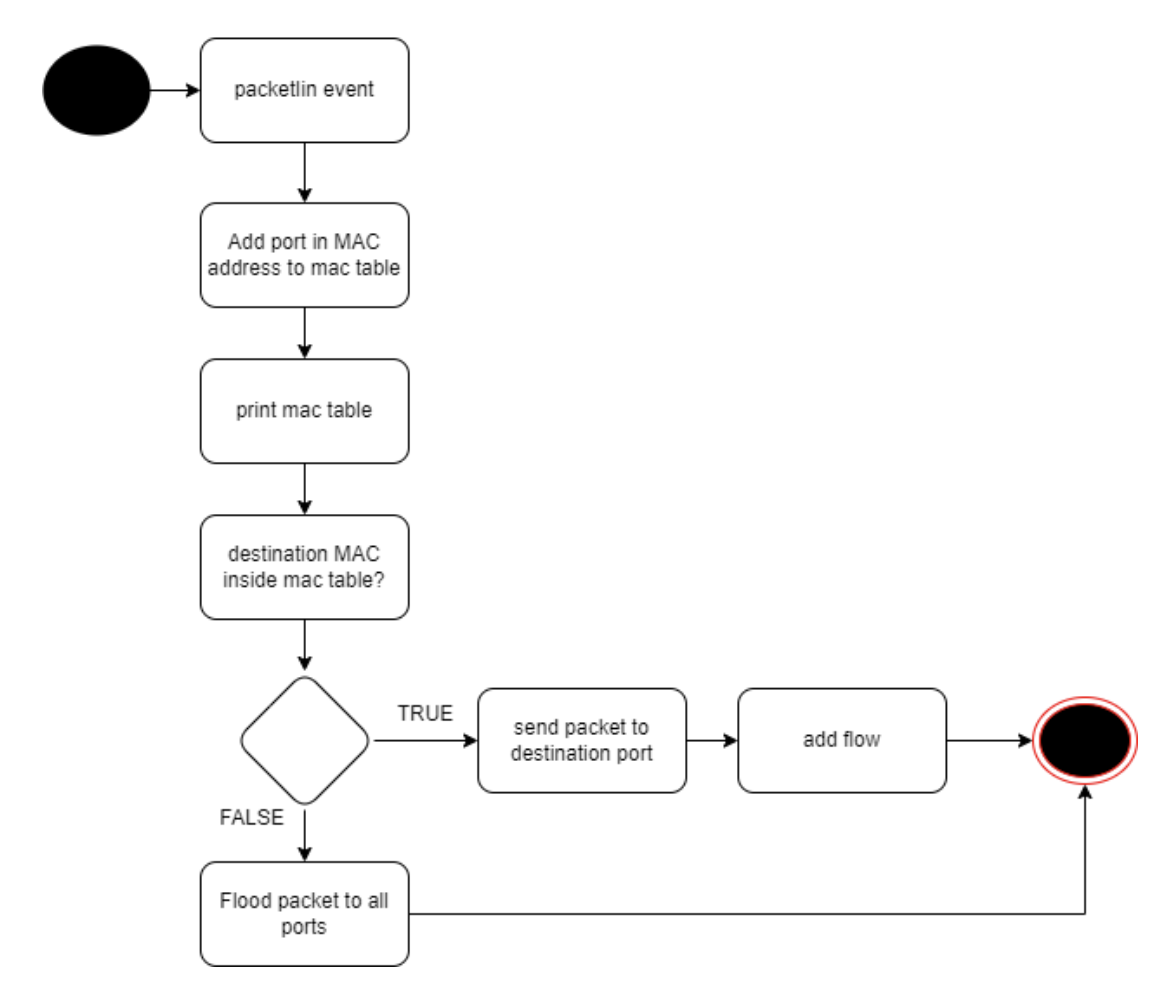 packetlin event
Add port in MAC
address to mac table
print mac table
destination MAC
inside mac table?
TRUE
send packet to
destination port
add flow
FALSE
Flood packet to all
ports